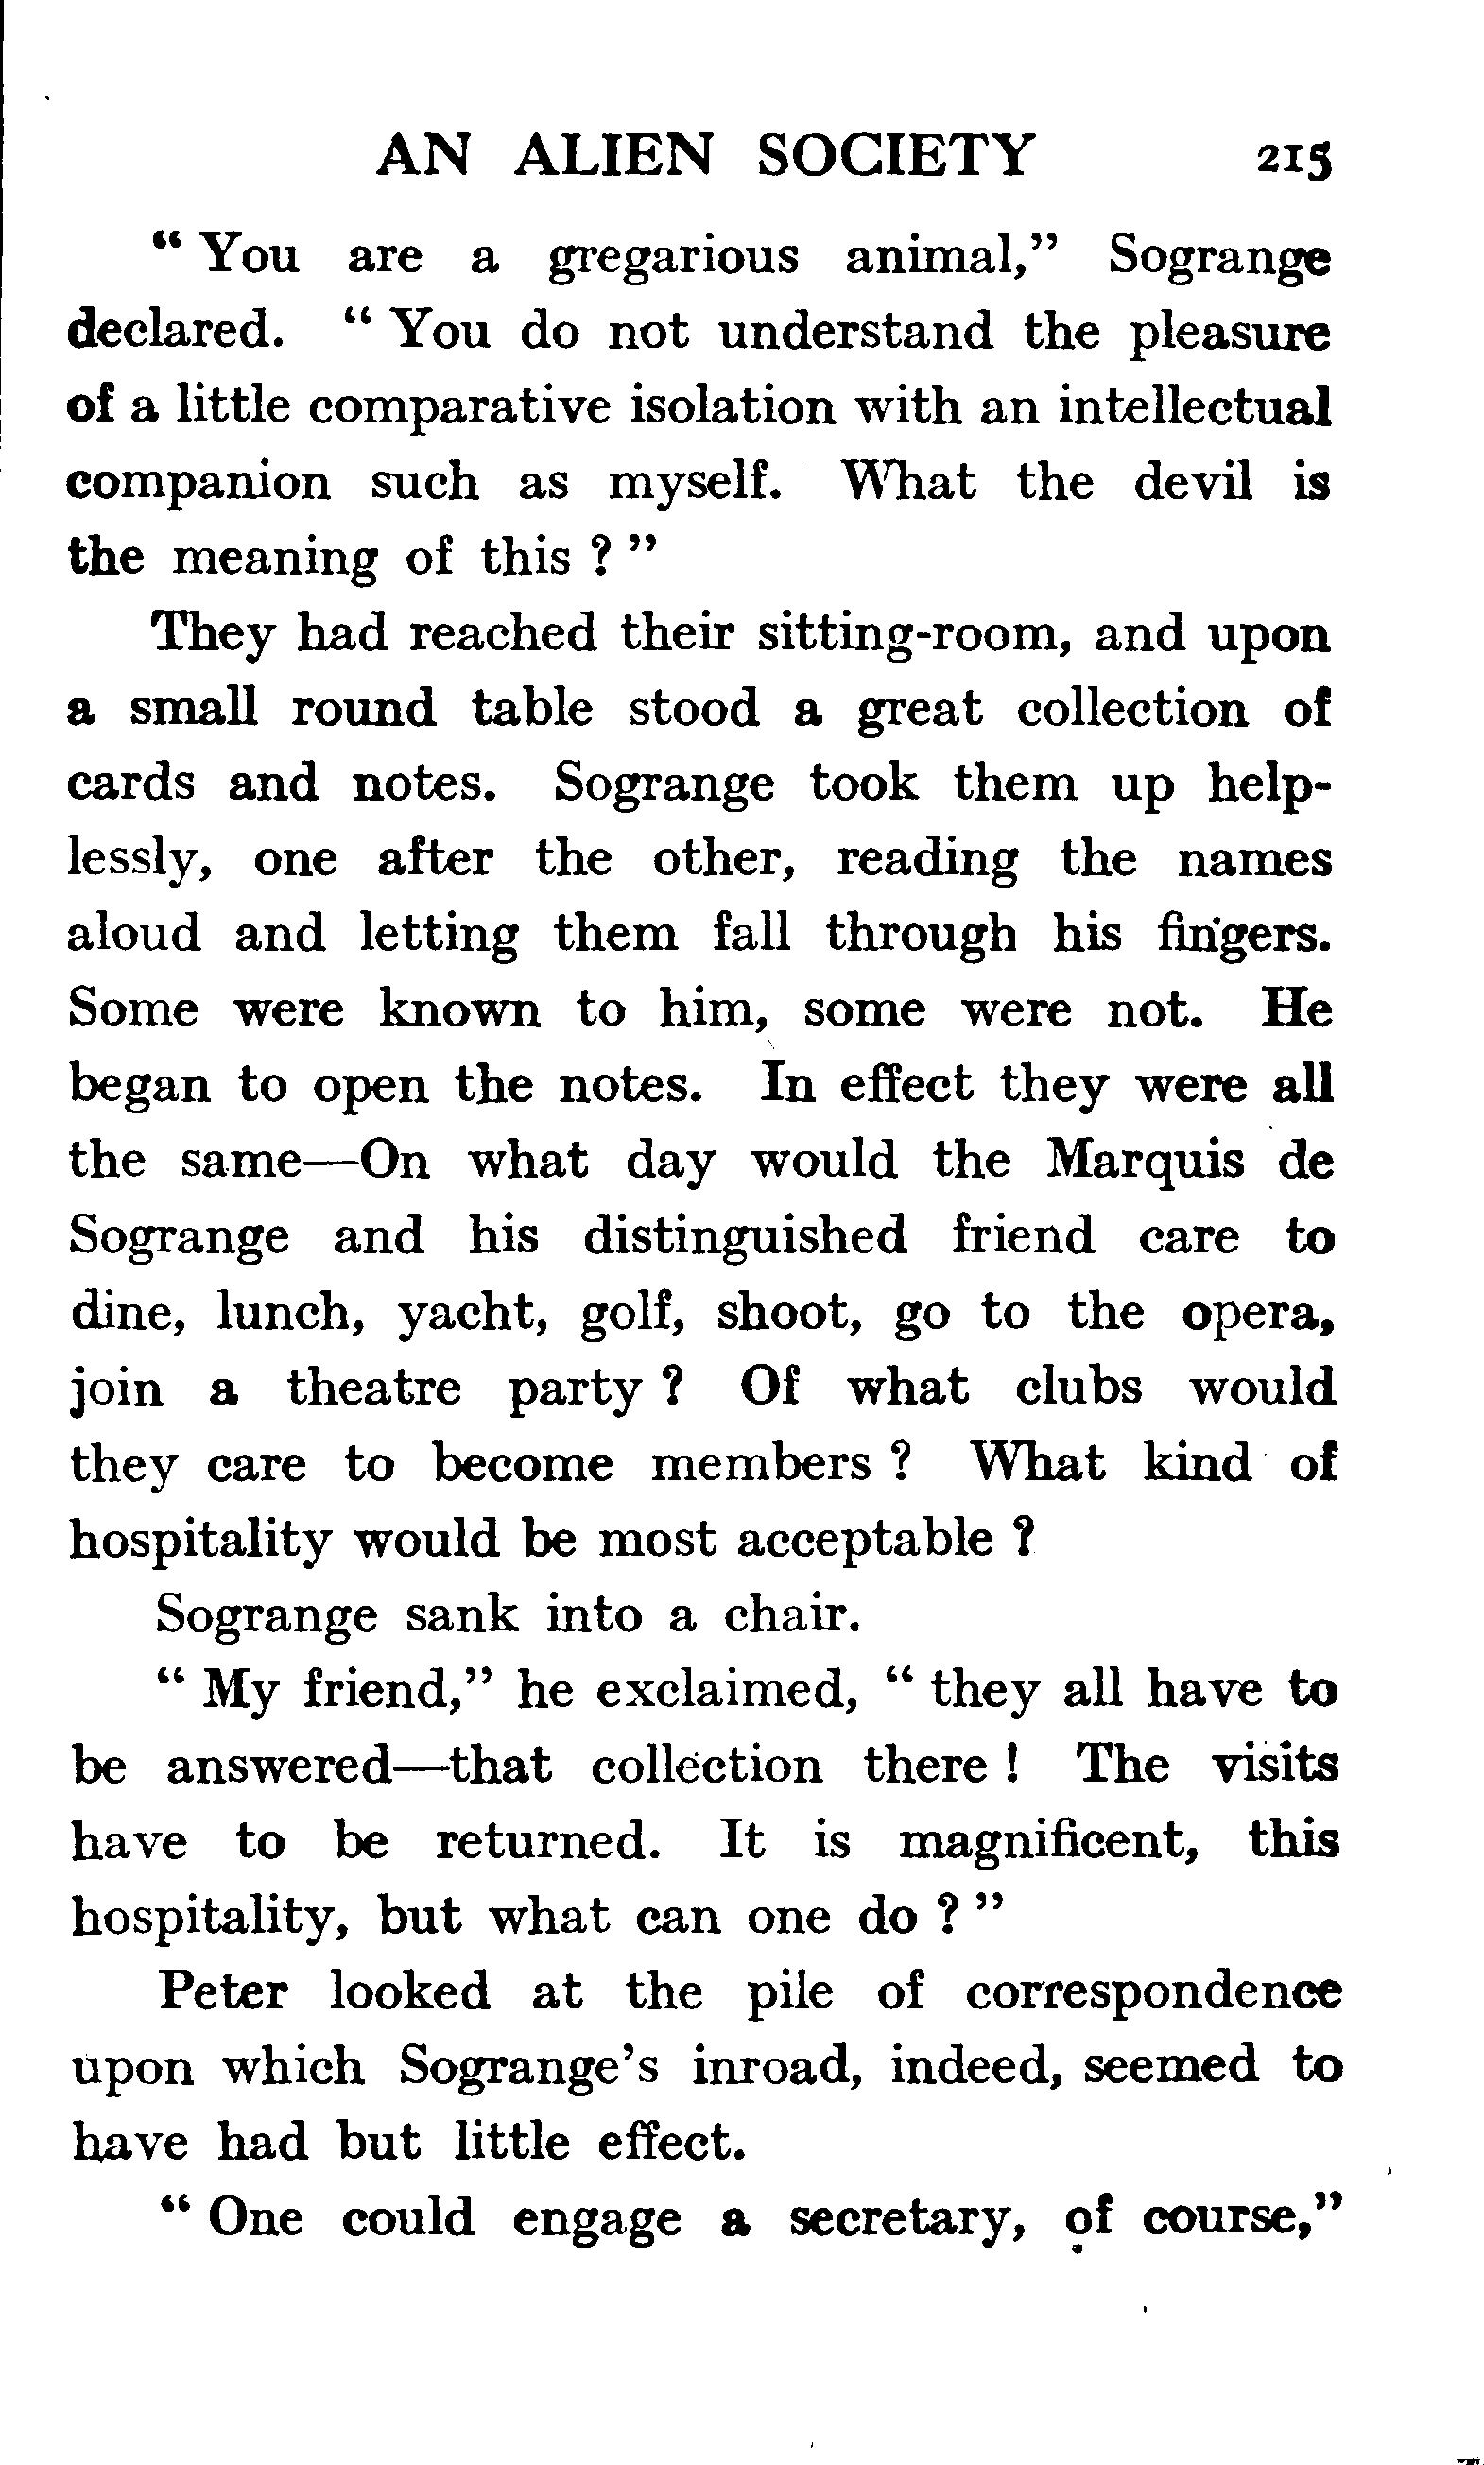 AN ALIEN SOCIETY 215
“ You are a gregarious animal,” Sogrange
declared. “ You do not understand the pleasure
of a little comparative isolation with an intellectual
companion such as myself. What the devil is
the meaning of this ? ”
They had reached their sitting-room, and upon
a small round table stood a great collection of
cards and notes. Sogrange took them up help-
lessly, one after the other, reading the names
aloud and letting them fall through his fingers.
Some were known to him, some were not. He
began to open the notes. In effect they were all
the same—On what day would the Marquis de
Sogrange and his distinguished friend care to
dine, lunch, yacht, golf, shoot, go to the opera,
join a theatre party ? Of what clubs would
they care to become members ? What kind of
hospitality would be most acceptable ?
Sogrange sank into a chair.
“ My friend,” he exclaimed, “ they all have to
be answered—that collection there ! The visits
have to be returned. It is magnificent, this
hospitality, but what can one do ? ”
Peter looked at the pile of correspondence
upon which Sogrange’s inroad, indeed, seemed to
have had but little effect.
“ One could engage a secretary, of course,”